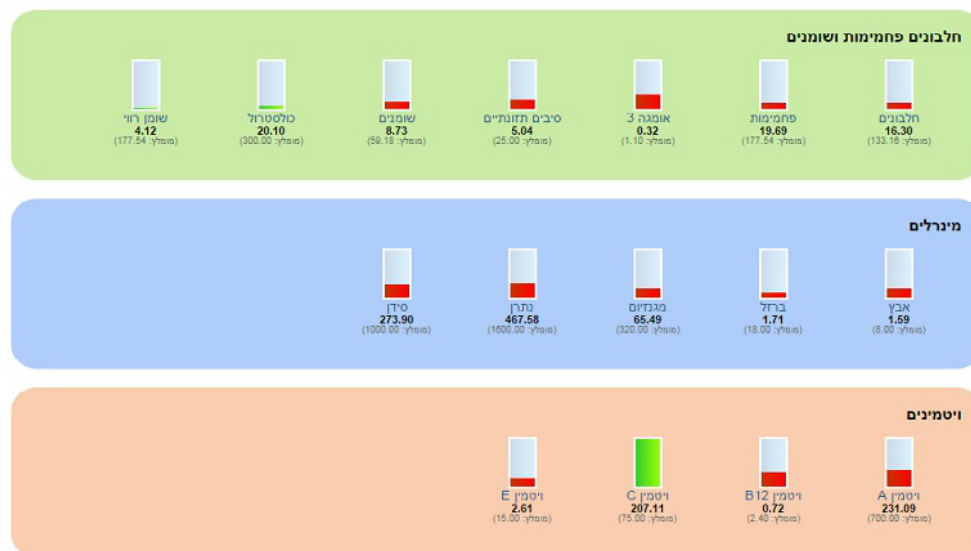 חלבונים פחמימות ושומנים
חלבונים
16.30
(מומלץ: 133.16)
פחמימות
19.69
(מומלץ: 177.54)
אומגה 3
0.32
(מומלץ: 1.10)
סיבים תזונתיים
5.04
(מומלץ: 25.00)
שומנים
8.73
(מומלץ: 59.18)
כולסטרול
20.10
(מומלץ: 300.00)
שומן רווי
4.12
(מומלץ: 177.54)
מינרלים
אבץ
1.59
(מומלץ: 8.00)
ברזל
1.71
(מומלץ: 18.00)
מגנזיום
65.49
(מומלץ: 320.00)
נתרן
467.58
(מומלץ: 1600.00)
סידן
273.90
(מומלץ: 1000.00)
ויטמינים
ויטמין A
231.09
(מומלץ: 700.00)
ויטמין B12
0.72
(מומלץ: 2.40)
ויטמין C
207.11
(מומלץ: 75.00)
ויטמין E
2.61
(מומלץ: 15.00)